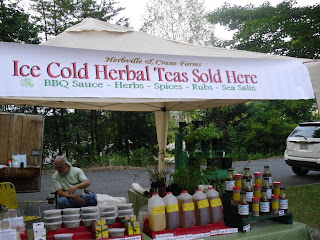 Herbville & Crane Farms
Ice Cold Herbal Teas Sold Here
BBQ Sauce - Herbs - Spices - Rubs - Sea Salts